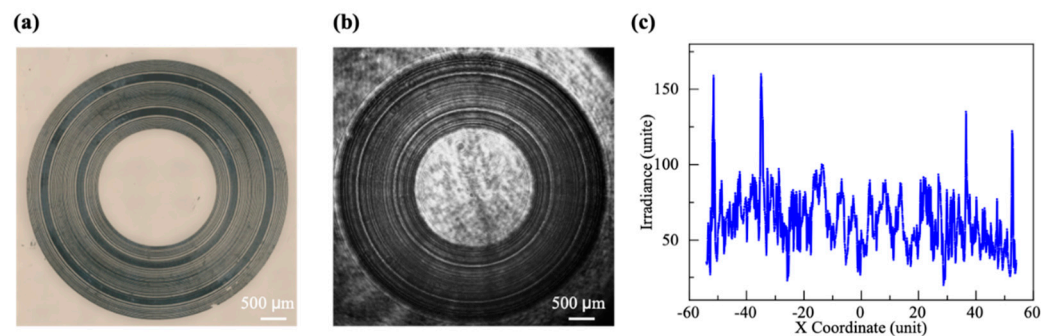 (a)
(b)
(c)
500 μm
500 μm
Irradiance (unite)
150
100
50
-60
-40
-20
0
20
40
60
X Coordinate (unit)